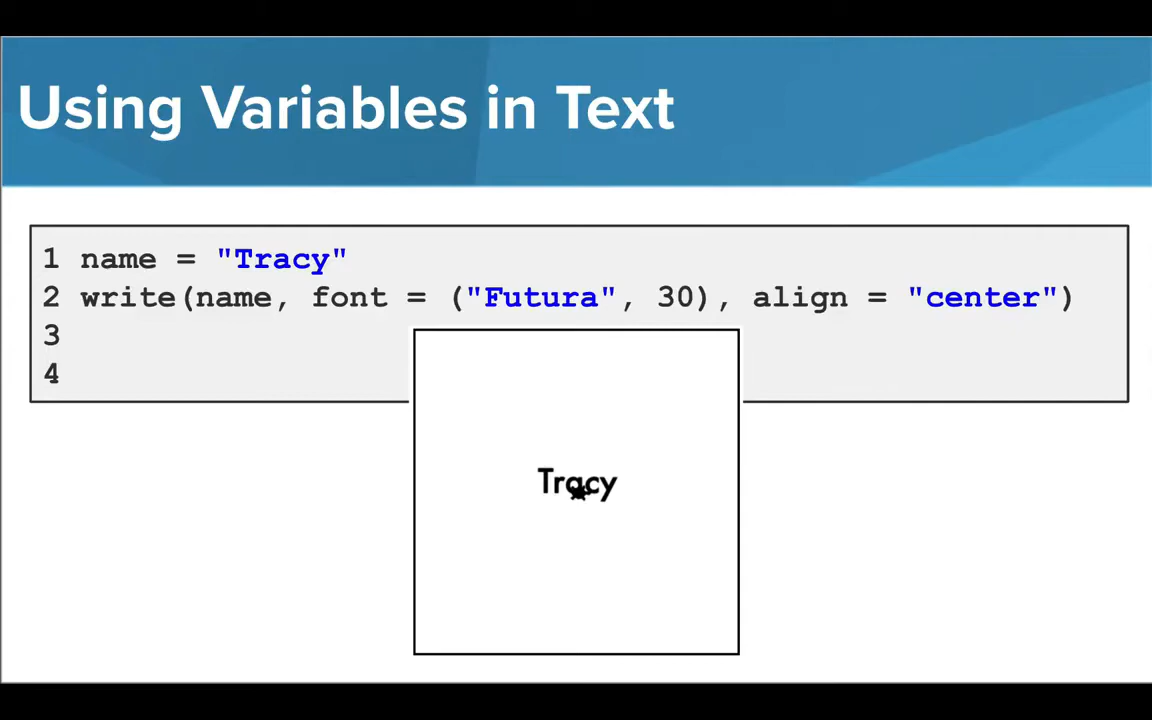 Using Variables in Text
1 name = "Tracy"
2 write(name, font = ("Futura", 30), align = "center")
3
4
Tracy